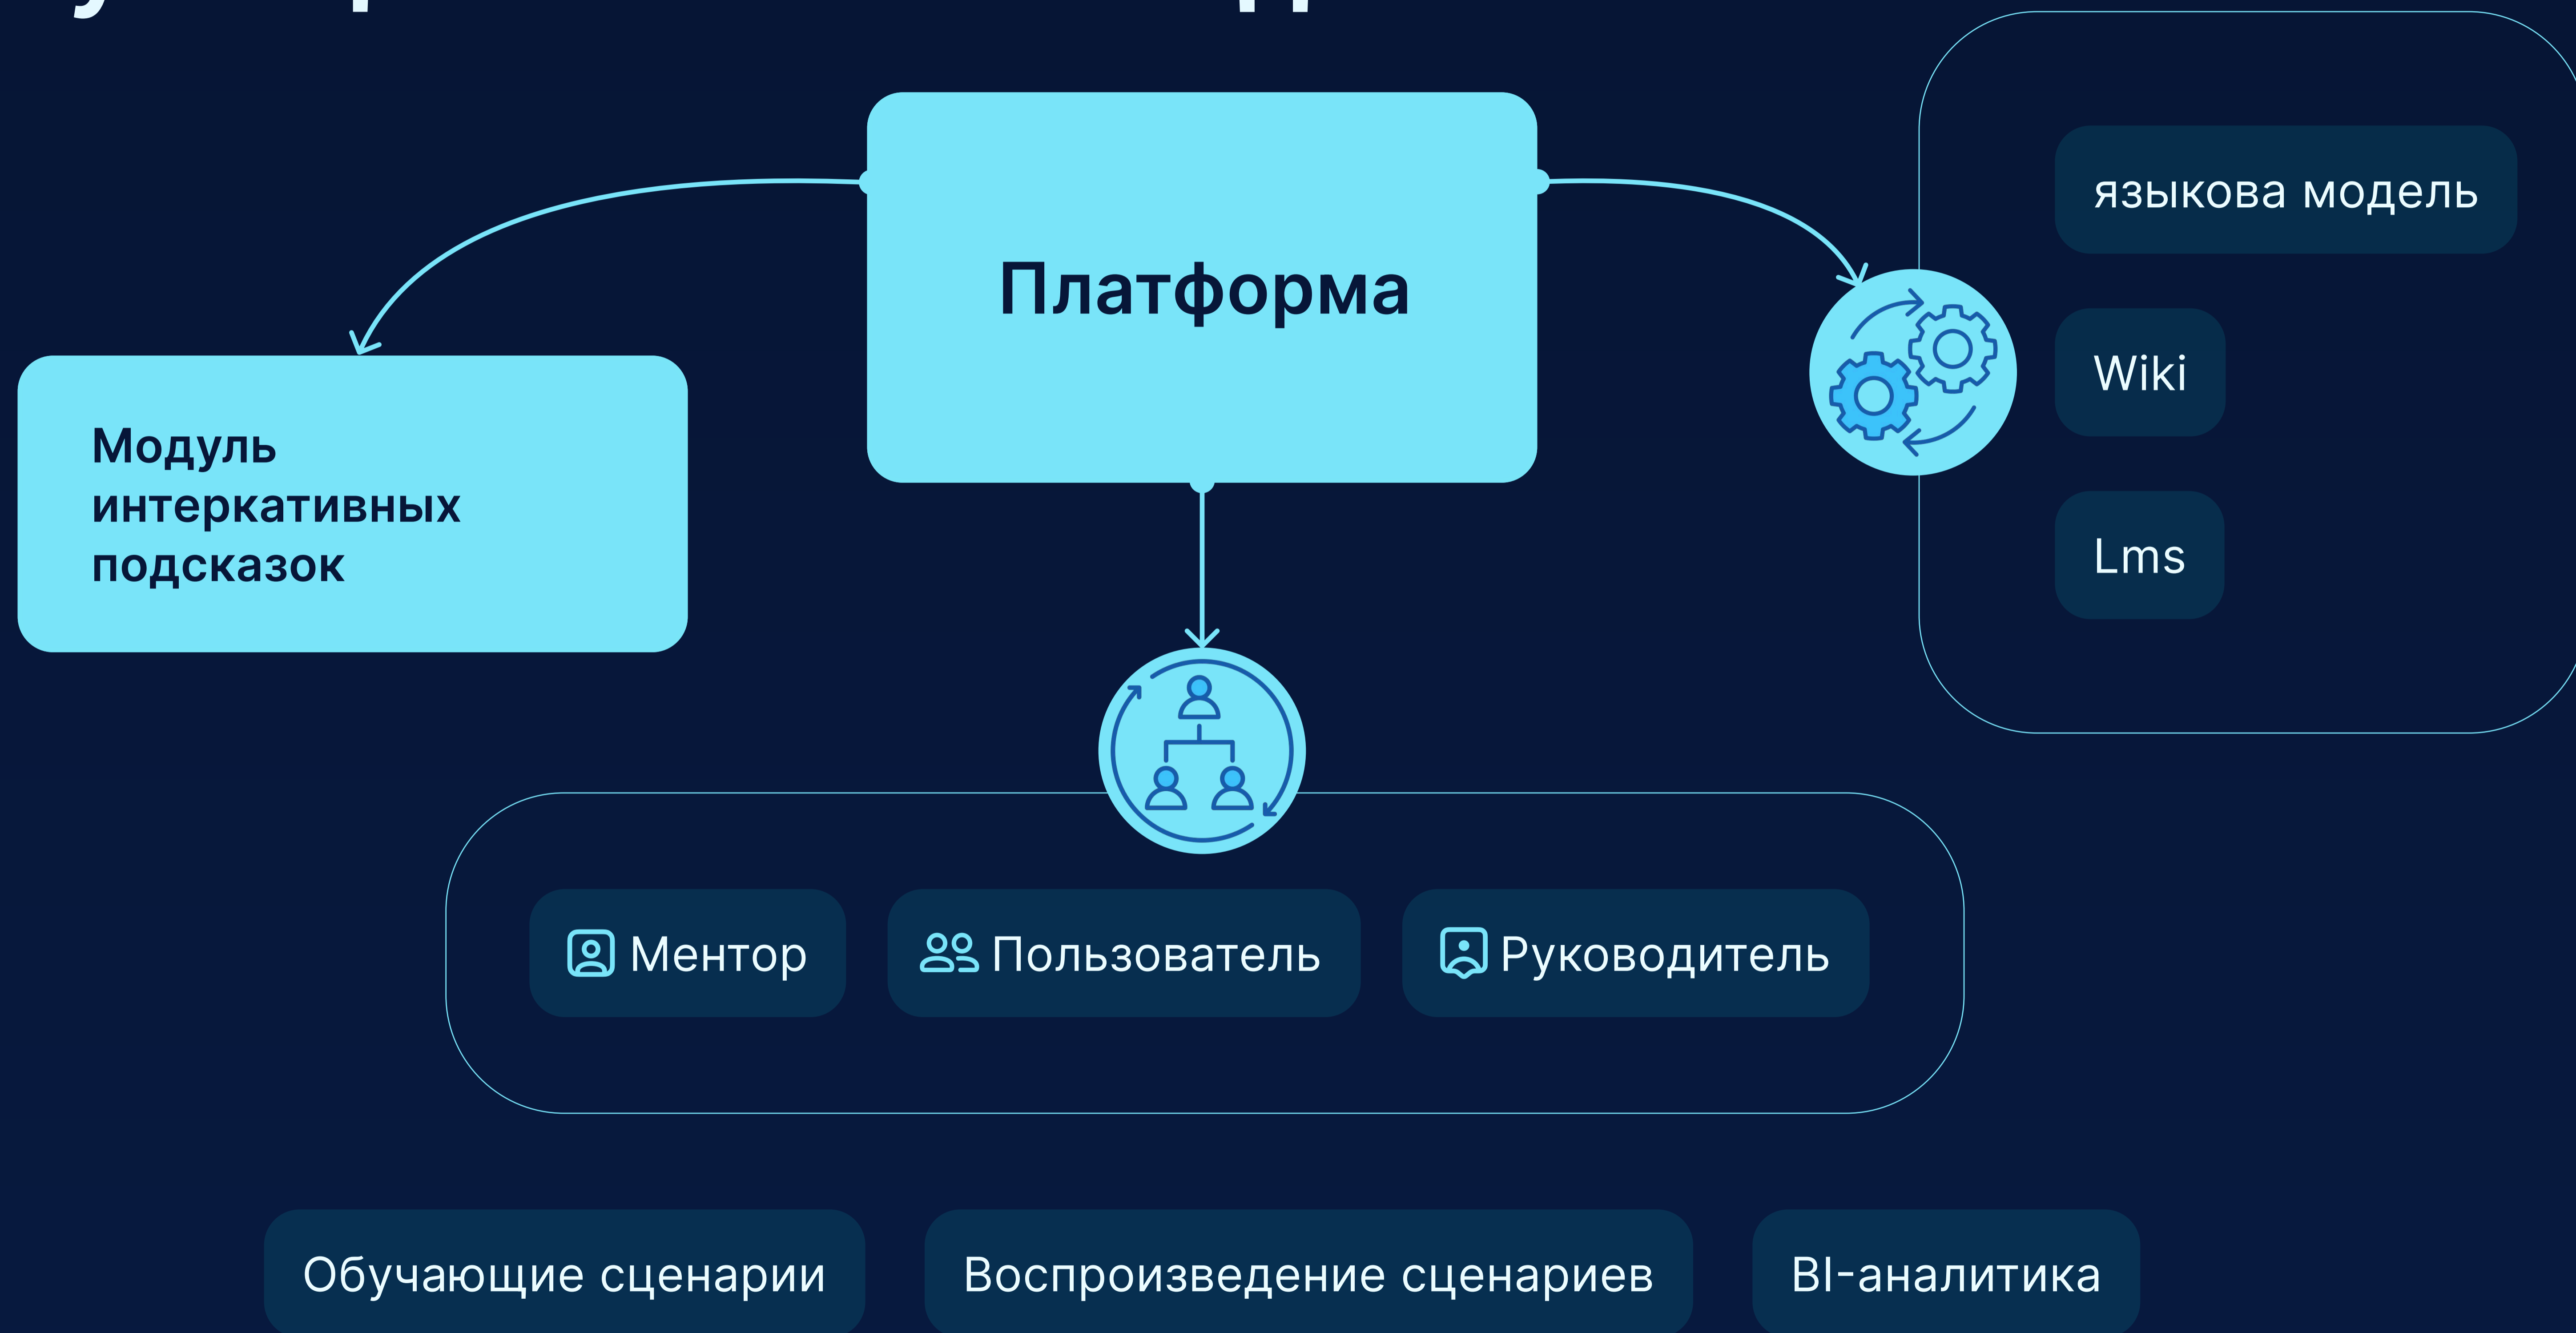 Платформа
языкова модель
Wiki
Lms
Модуль
интеркативных
подсказок
Ментор
Пользователь
Руководитель
Обучающие сценарии
Воспроизведение сценариев
BI-аналитика